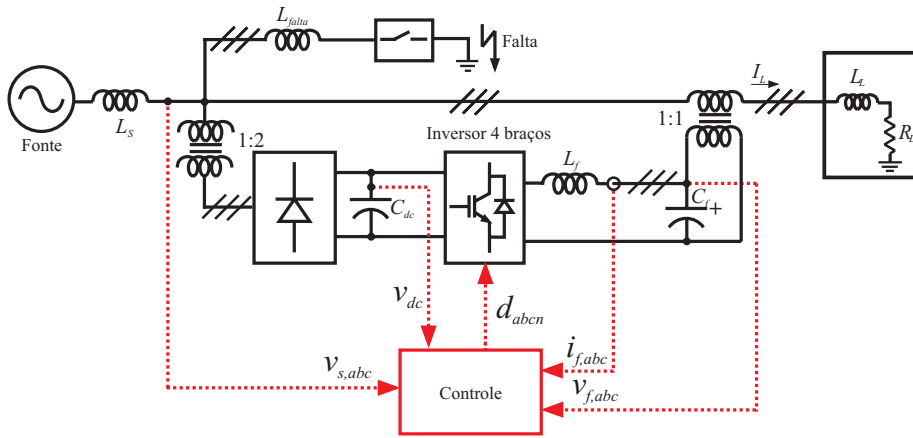 L_falta
Falta
I_L
L_L
L_S
Fonte
1:2
Inversor 4 braços
1:1
R_L
L_f
C_dc
C_f +
v_dc
d_abcn
i_f,abc
v_s,abc
Controle
v_f,abc